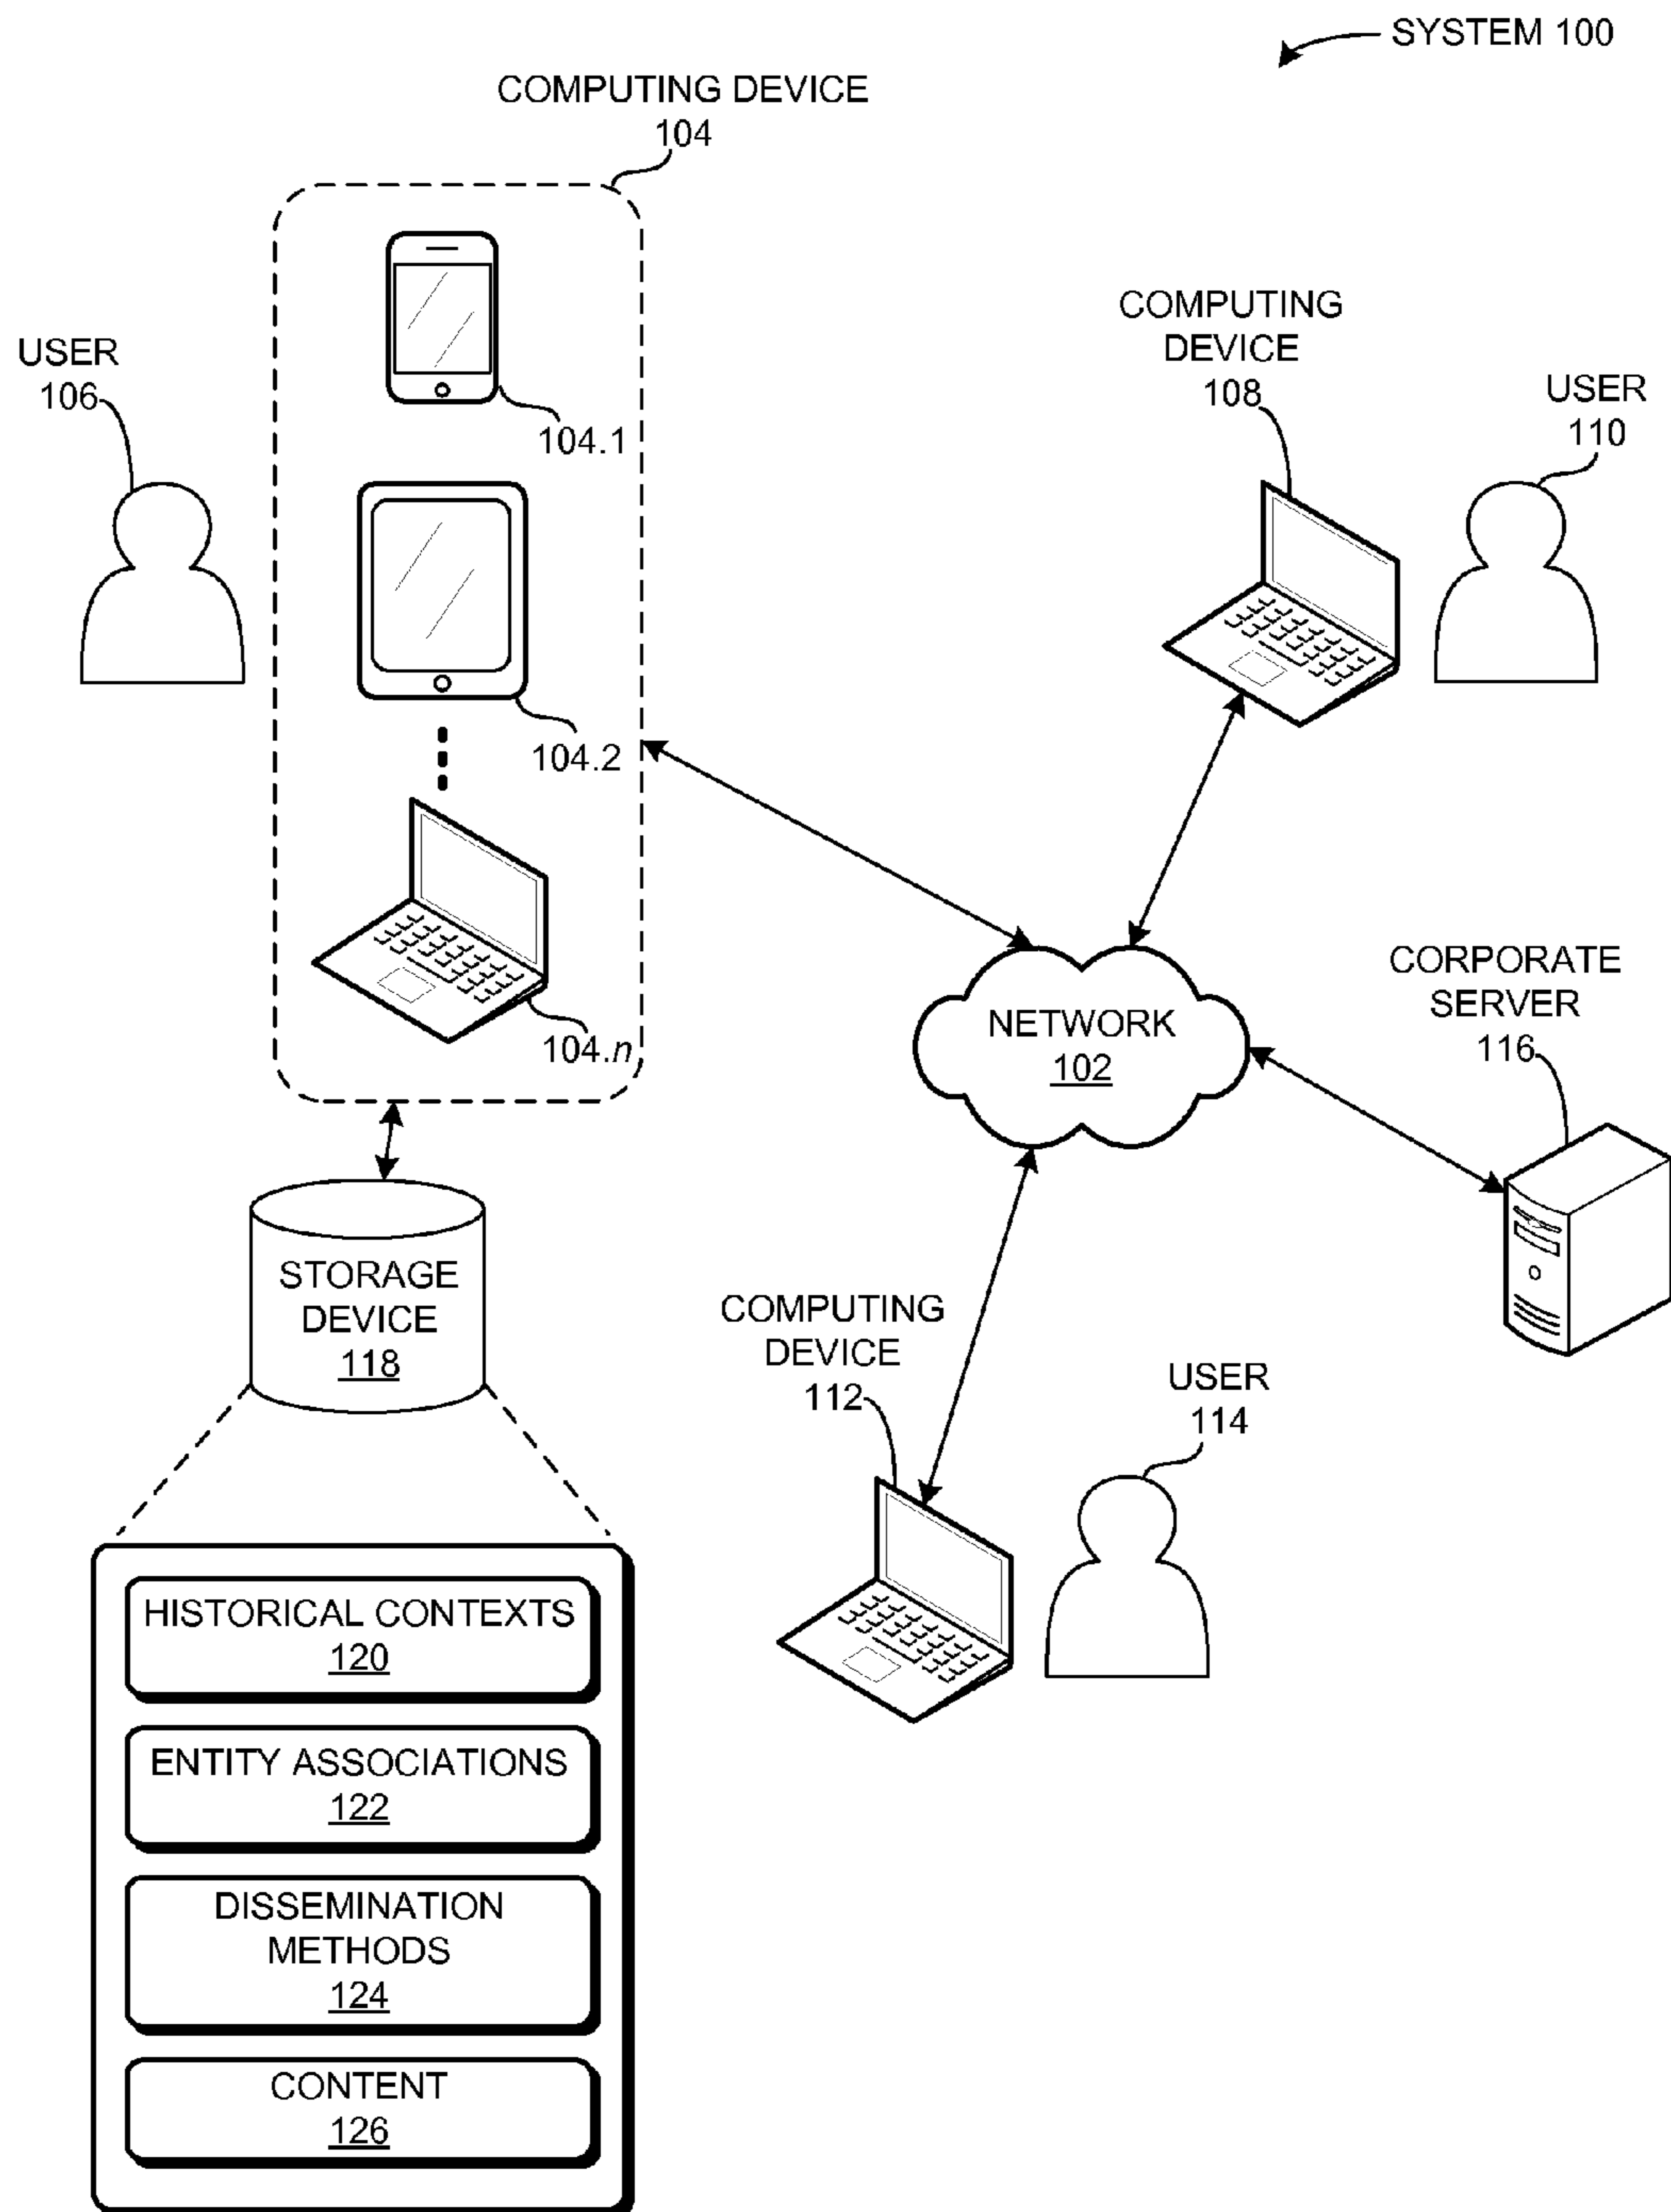 SYSTEM 100
COMPUTING DEVICE
104
USER
106
104.1
104.2
104.n
COMPUTING
DEVICE
108
USER
110
NETWORK
102
CORPORATE
SERVER
116
STORAGE
DEVICE
118
COMPUTING
DEVICE
112
USER
114
HISTORICAL CONTEXTS
120
ENTITY ASSOCIATIONS
122
DISSEMINATION
METHODS
124
CONTENT
126